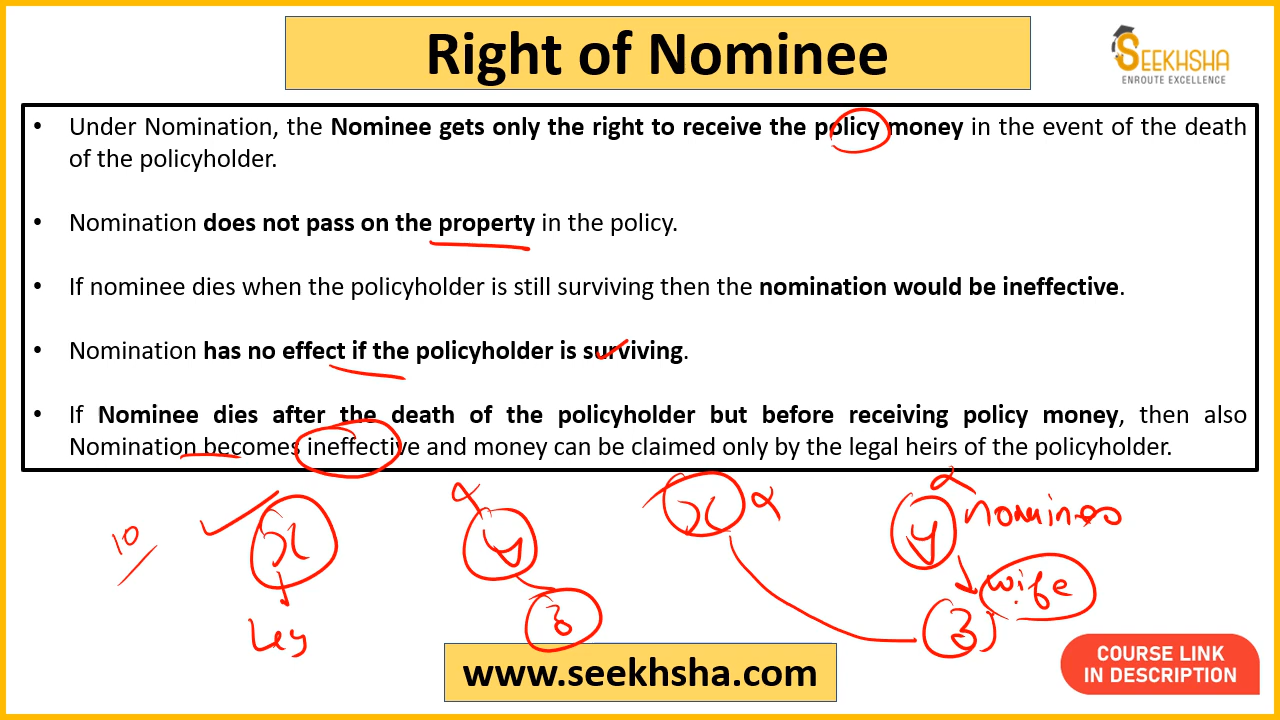 Right of Nominee
SEEKHSHA
ENROUTE EXCELLENCE
• Under Nomination, the Nominee gets only the right to receive the policy money in the event of the death
of the policyholder.
• Nomination does not pass on the property in the policy.
• If nominee dies when the policyholder is still surviving then the nomination would be ineffective.
• Nomination has no effect if the policyholder is surviving.
• If Nominee dies after the death of the policyholder but before receiving policy money, then also
Nomination becomes ineffective and money can be claimed only by the legal heirs of the policyholder.
10
x
y
x
y nominee
wife
3
3
www.seekhsha.com
COURSE LINK
IN DESCRIPTION